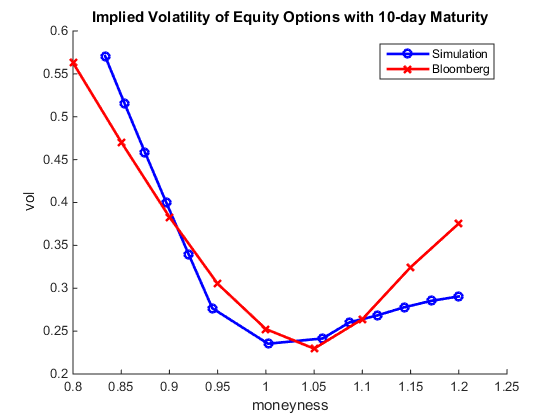 Implied Volatility of Equity Options with 10-day Maturity
Simulation
Bloomberg
0.6
0.55
0.5
0.45
0.4
0.35
0.3
0.25
0.2
vol
0.8 0.85 0.9 0.95 1 1.05 1.1 1.15 1.2 1.25
moneyness